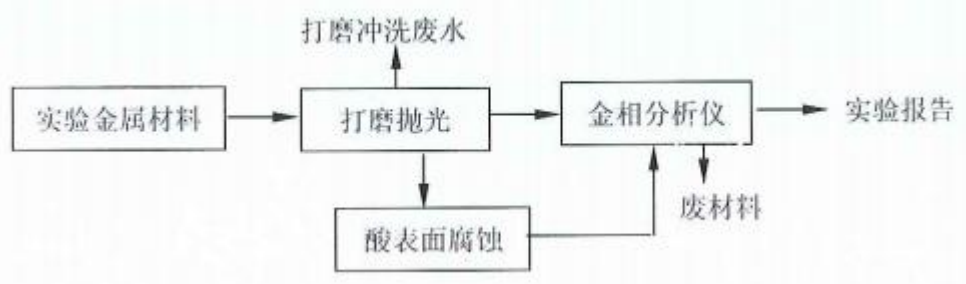 打磨冲洗废水
实验金属材料
打磨抛光
金相分析仪
实验报告
废材料
酸表面腐蚀